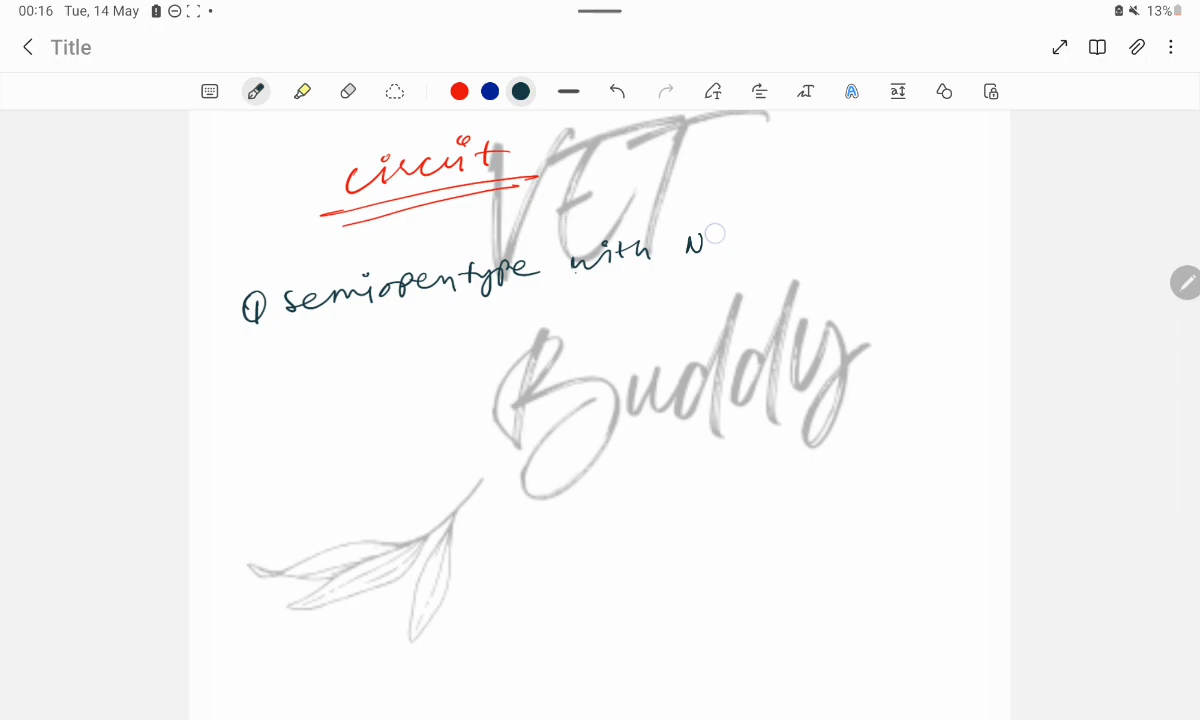 00:16 Tue, 14 May 13%
Title
circuit
VET
① semiopentype with N
Buddy